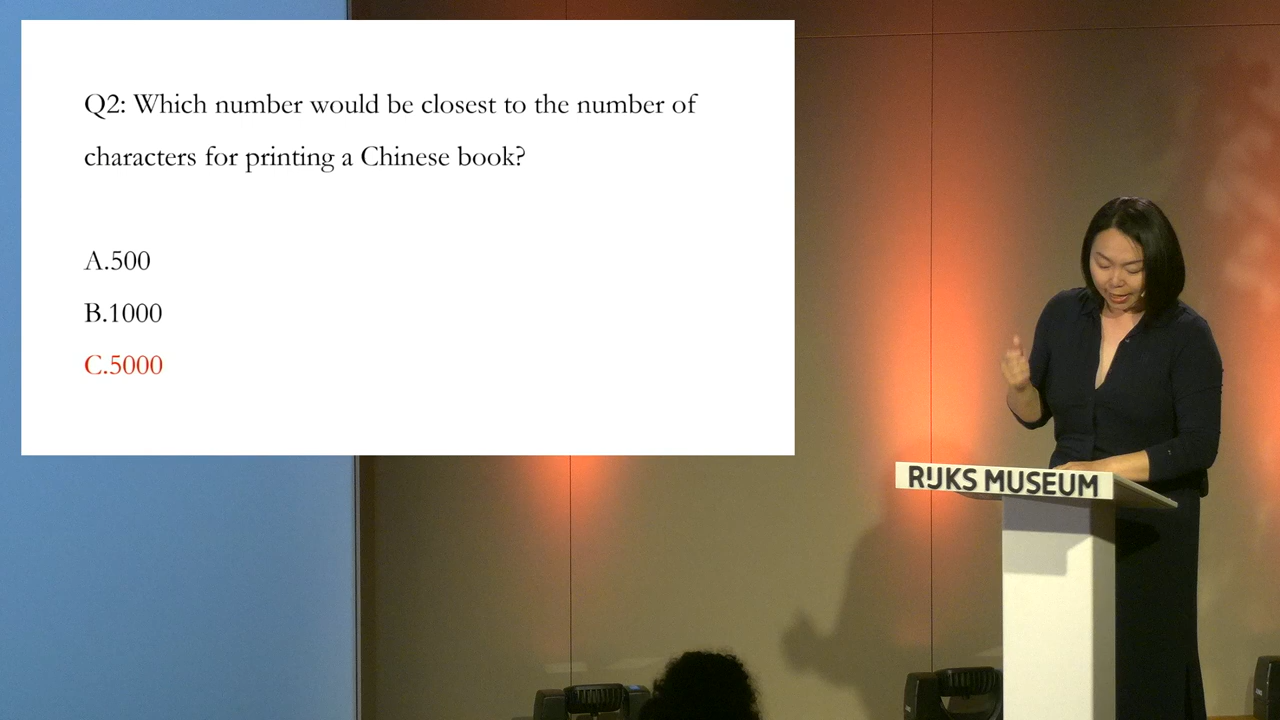 Q2: Which number would be closest to the number of
characters for printing a Chinese book?
A.500
B.1000
C.5000
RIJKS MUSEUM